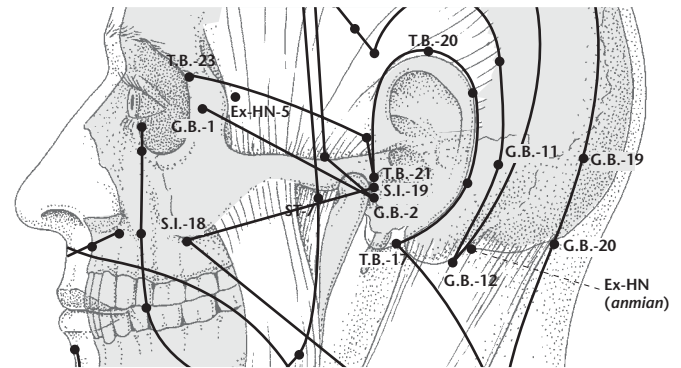 T.B.-20
T.B.-23
Ex-HN-5
G.B.-1
G.B.-11
G.B.-19
T.B.-21
S.I.-19
G.B.-2
ST-7
S.I.-18
T.B.-17
G.B.-20
G.B.-12
Ex-HN
(anmian)